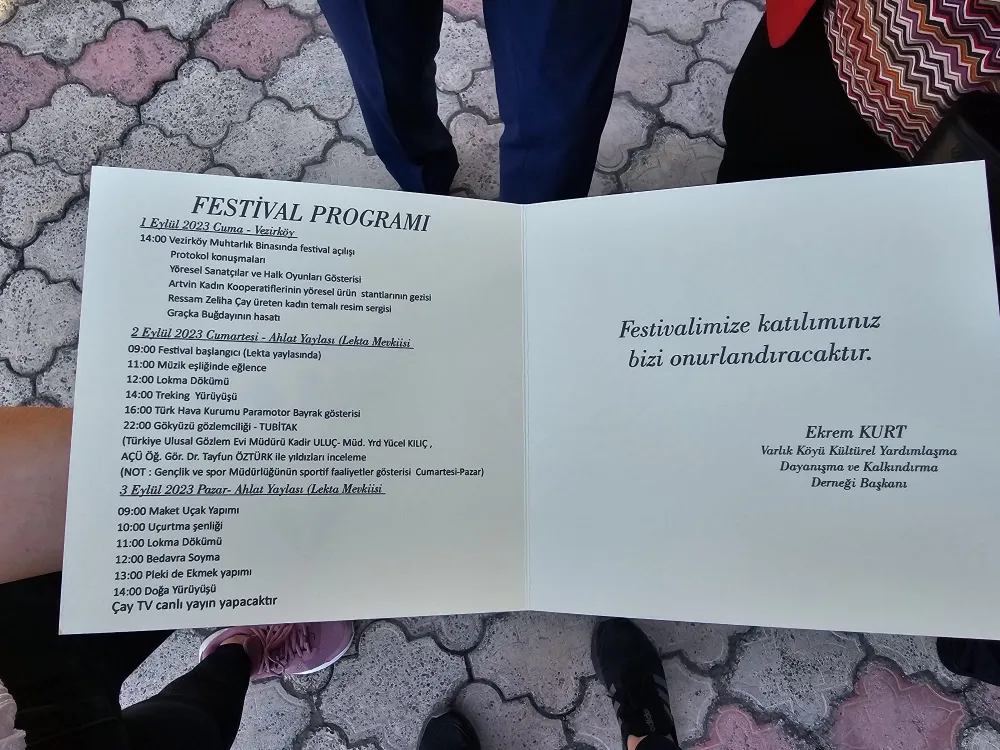 FESTİVAL PROGRAMI
1 Eylül 2023 Cuma - Vezirköy
14:00 Vezirköy Muhtarlık Binasında festival açılışı
Protokol konuşmaları
Yöresel Sanatçılar ve Halk Oyunları Gösterisi
Artvin Kadın Kooperatiflerinin yöresel ürün stantlarının gezisi
Ressam Zeliha Çay üreten kadın temalı resim sergisi
Graçka Buğdayının hasatı
2 Eylül 2023 Cumartesi - Ahlat Yaylası (Lekta Mevkiisi
09:00 Festival başlangıcı (Lekta yaylasında)
11:00 Müzik eşliğinde eğlence
12:00 Lokma Dökümü
14:00 Treking Yürüyüşü
16:00 Türk Hava Kurumu Paramotor Bayrak gösterisi
22:00 Gökyüzü gözlemciliği - TUBİTAK
(Türkiye Ulusal Gözlem Evi Müdürü Kadir ULUÇ- Müd. Yrd Yücel KILIÇ ,
AÇÜ Öğ. Gör. Dr. Tayfun ÖZTÜRK ile yıldızları inceleme
(NOT : Gençlik ve spor Müdürlüğünün sportif faaliyetler gösterisi Cumartesi-Pazar)
3 Eylül 2023 Pazar- Ahlat Yaylası (Lekta Mevkiisi
09:00 Maket Uçak Yapımı
10:00 Uçurtma şenliği
11:00 Lokma Dökümü
12:00 Bedavra Soyma
13:00 Pleki de Ekmek yapımı
14:00 Doğa Yürüyüşü
Çay TV canlı yayın yapacaktır
Festivalimize katılımınız
bizi onurlandıracaktır.
Ekrem KURT
Varlık Köyü Kültürel Yardımlaşma
Dayanışma ve Kalkındırma
Derneği Başkanı